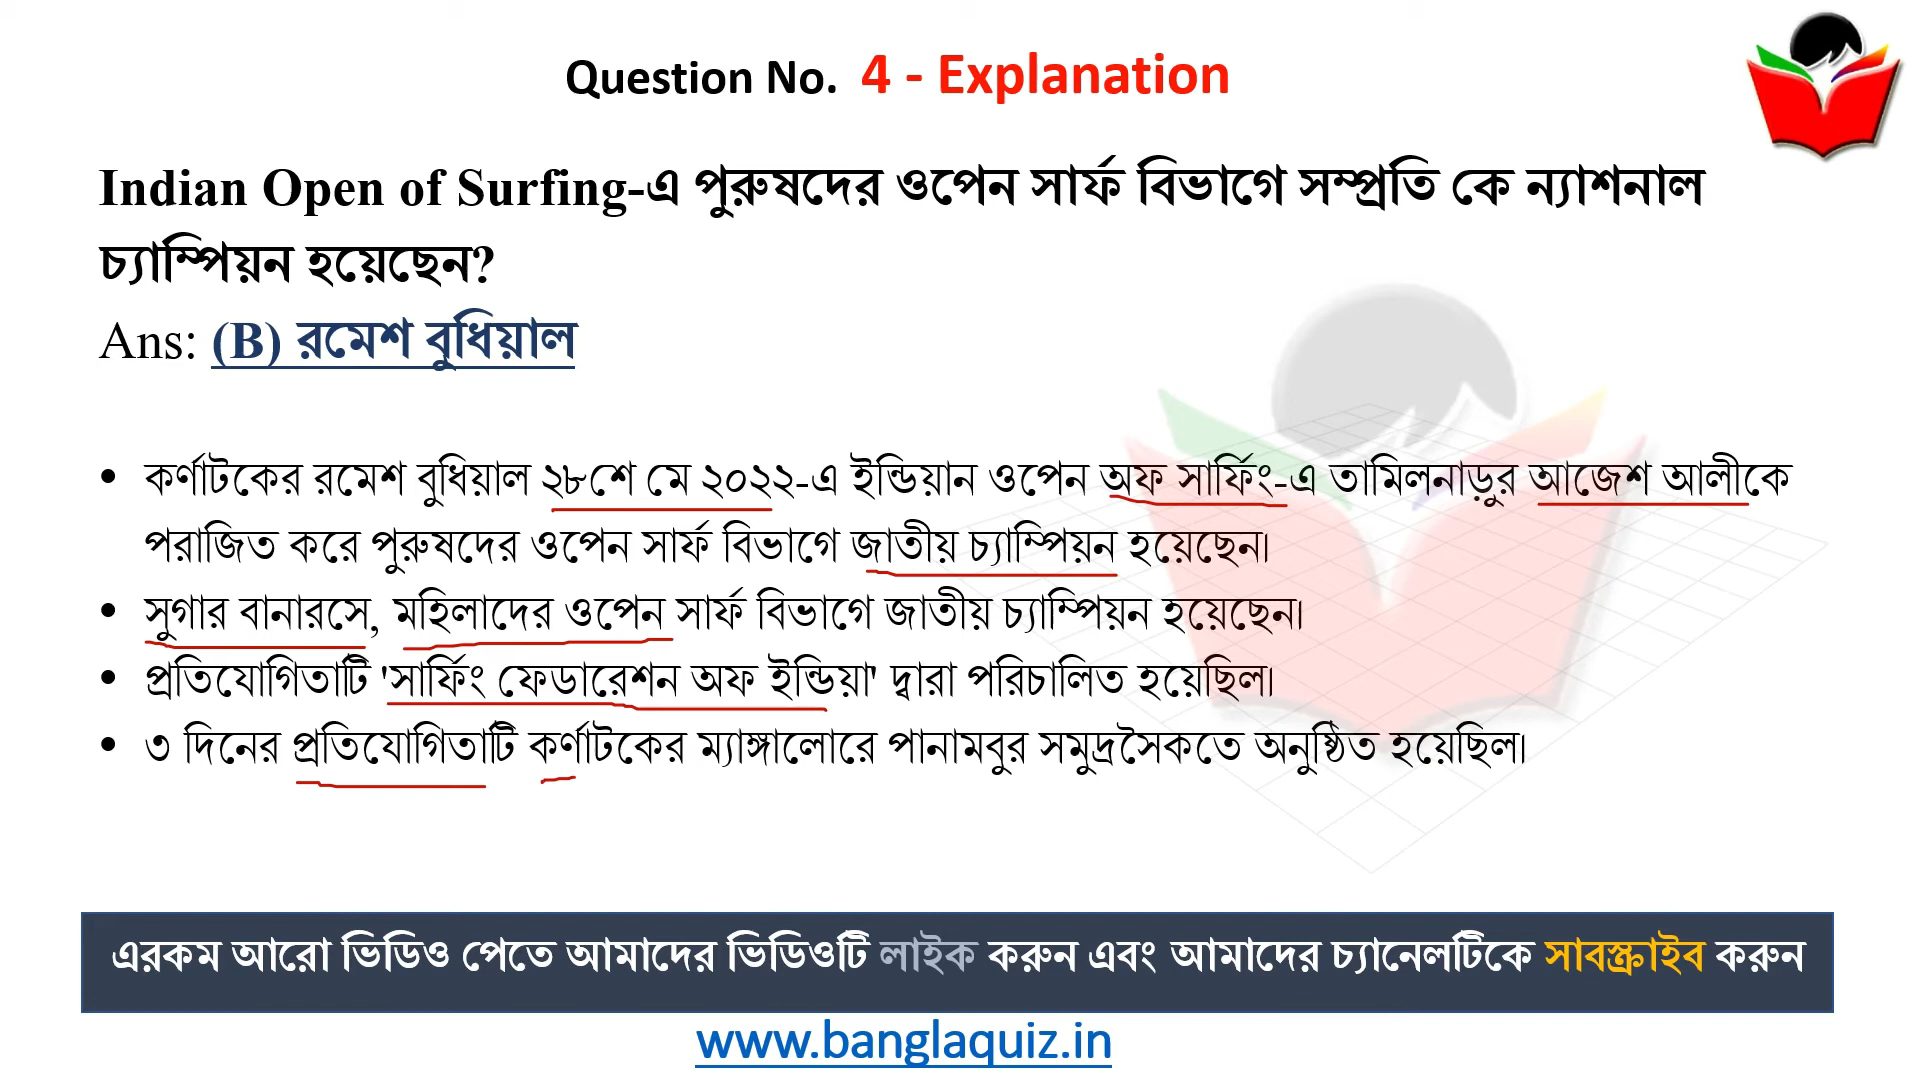 Question No. 4 - Explanation
Indian Open of Surfing-এ পুরুষদের ওপেন সার্ফ বিভাগে সম্প্রতি কে ন্যাশনাল
চ্যাম্পিয়ন হয়েছেন?
Ans: (B) রমেশ বুধিয়াল
• কর্ণাটকের রমেশ বুধিয়াল ২৮শে মে ২০২২-এ ইন্ডিয়ান ওপেন অফ সার্ফিং-এ তামিলনাড়ুর আজেশ আলীকে
পরাজিত করে পুরুষদের ওপেন সার্ফ বিভাগে জাতীয় চ্যাম্পিয়ন হয়েছেন।
• সুগার বানারসে, মহিলাদের ওপেন সার্ফ বিভাগে জাতীয় চ্যাম্পিয়ন হয়েছেন।
• প্রতিযোগিতাটি 'সার্ফিং ফেডারেশন অফ ইন্ডিয়া' দ্বারা পরিচালিত হয়েছিল।
• ৩ দিনের প্রতিযোগিতাটি কর্ণাটকের ম্যাঙ্গালোরে পানামবুর সমুদ্রসৈকতে অনুষ্ঠিত হয়েছিল।
এরকম আরো ভিডিও পেতে আমাদের ভিডিওটি লাইক করুন এবং আমাদের চ্যানেলটিকে সাবস্ক্রাইব করুন
www.banglaquiz.in